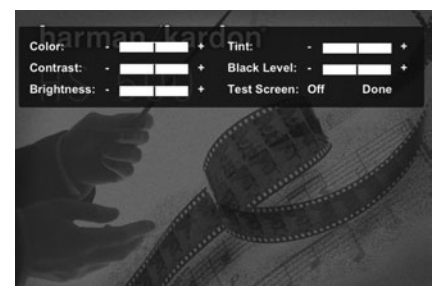 harman/kardon
Color: - + Tint: - +
Contrast: - + Black Level: - +
Brightness: - + Test Screen: Off Done